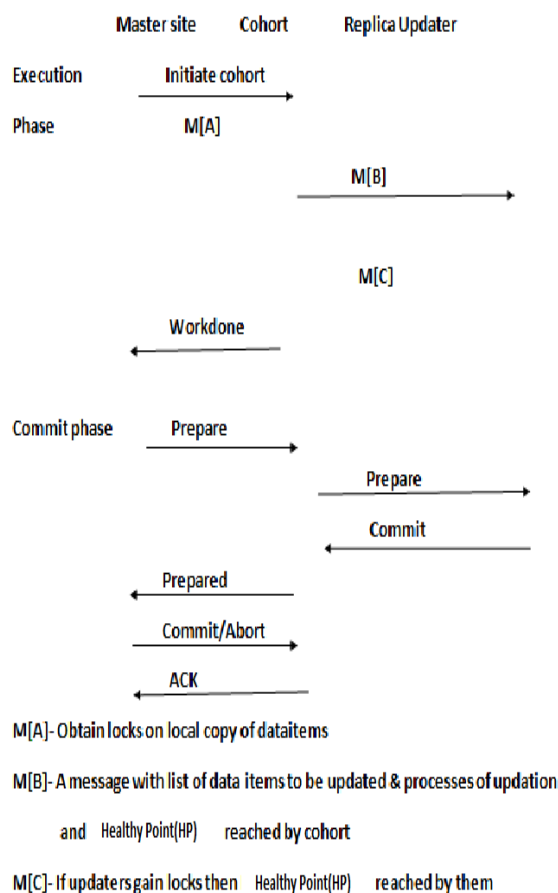 Master site Cohort Replica Updater
Execution Initiate cohort
Phase M[A]
M[B]
M[C]
Workdone
Commit phase Prepare
Prepare
Commit
Prepared
Commit/Abort
ACK
M[A]- Obtain locks on local copy of dataitems
M[B]- A message with list of data items to be updated & processes of updation
and Healthy Point(HP) reached by cohort
M[C]- If updaters gain locks then Healthy Point(HP) reached by them